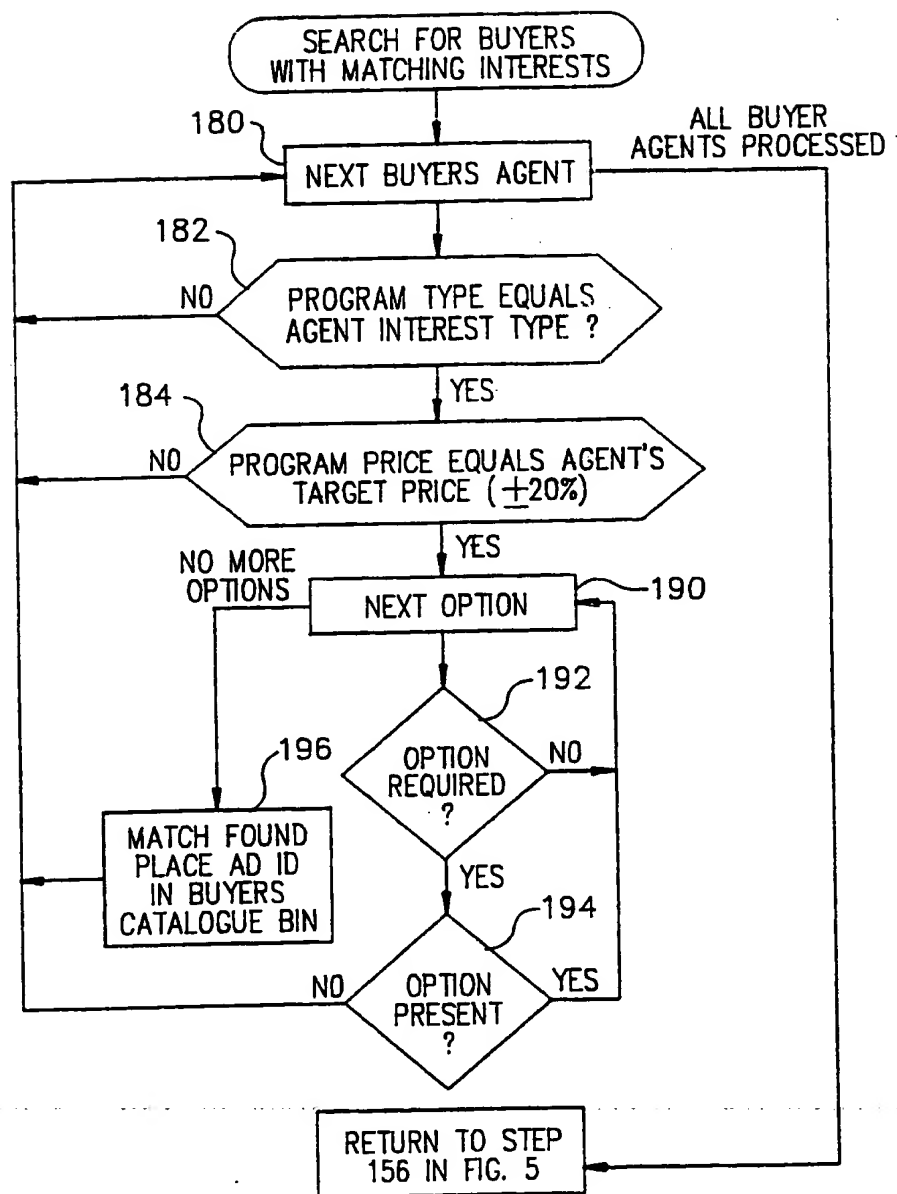 SEARCH FOR BUYERS
WITH MATCHING INTERESTS
180
ALL BUYER
AGENTS PROCESSED
NEXT BUYERS AGENT
182
NO
PROGRAM TYPE EQUALS
AGENT INTEREST TYPE ?
YES
184
NO
PROGRAM PRICE EQUALS AGENT'S
TARGET PRICE (±20%)
YES
NO MORE
OPTIONS
190
NEXT OPTION
192
OPTION
REQUIRED
?
NO
196
MATCH FOUND
PLACE AD ID
IN BUYERS
CATALOGUE BIN
YES
194
NO
OPTION
PRESENT
?
YES
RETURN TO STEP
156 IN FIG. 5